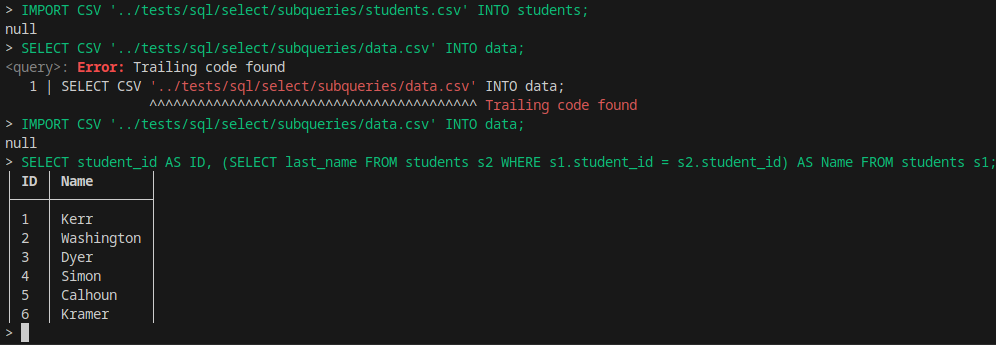 > IMPORT CSV '../tests/sql/select/subqueries/students.csv' INTO students;
null
> SELECT CSV '../tests/sql/select/subqueries/data.csv' INTO data;
<query>: Error: Trailing code found
1 | SELECT CSV '../tests/sql/select/subqueries/data.csv' INTO data;
^^^^^^^^^^^^^^^^^^^^^^^^^^^^^^^^^^^^^^^^^ Trailing code found
> IMPORT CSV '../tests/sql/select/subqueries/data.csv' INTO data;
null
> SELECT student_id AS ID, (SELECT last_name FROM students s2 WHERE s1.student_id = s2.student_id) AS Name FROM students s1;
ID | Name
1 | Kerr
2 | Washington
3 | Dyer
4 | Simon
5 | Calhoun
6 | Kramer
>